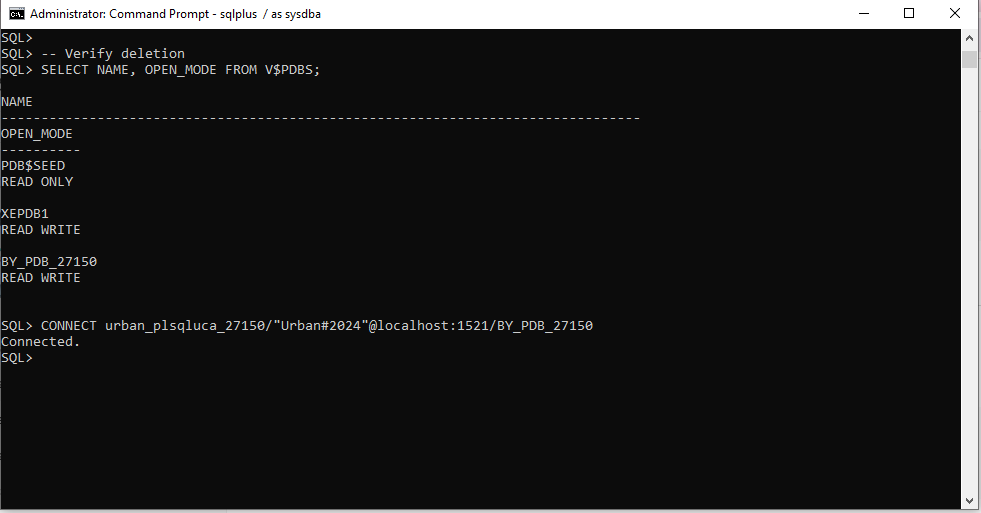 Administrator: Command Prompt - sqlplus  / as sysdba
SQL>
SQL> -- Verify deletion
SQL> SELECT NAME, OPEN_MODE FROM V$PDBS;
NAME
--------------------------------------------------------------------------------
OPEN_MODE
----------
PDB$SEED
READ ONLY
XEPDB1
READ WRITE
BY_PDB_27150
READ WRITE
SQL> CONNECT urban_plsqluca_27150/"Urban#2024"@localhost:1521/BY_PDB_27150
Connected.
SQL>